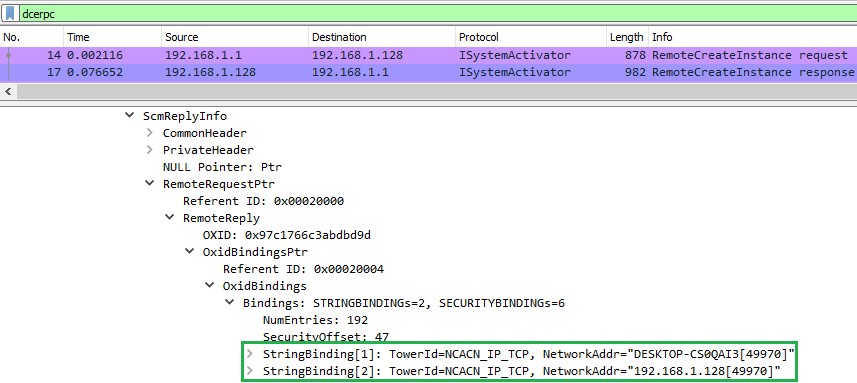 dcerpc
No. Time Source Destination Protocol Length Info
14 0.002116 192.168.1.1 192.168.1.128 ISystemActivator 878 RemoteCreateInstance request
17 0.076652 192.168.1.128 192.168.1.1 ISystemActivator 982 RemoteCreateInstance response
ScmReplyInfo
CommonHeader
PrivateHeader
NULL Pointer: Ptr
RemoteRequestPtr
Referent ID: 0x00020000
RemoteReply
OXID: 0x97c1766c3abdbd9d
OxidBindingsPtr
Referent ID: 0x00020004
OxidBindings
Bindings: STRINGBINDINGs=2, SECURITYBINDINGs=6
NumEntries: 192
SecurityOffset: 47
StringBinding[1]: TowerId=NCACN_IP_TCP, NetworkAddr="DESKTOP-CS0QAI3[49970]"
StringBinding[2]: TowerId=NCACN_IP_TCP, NetworkAddr="192.168.1.128[49970]"